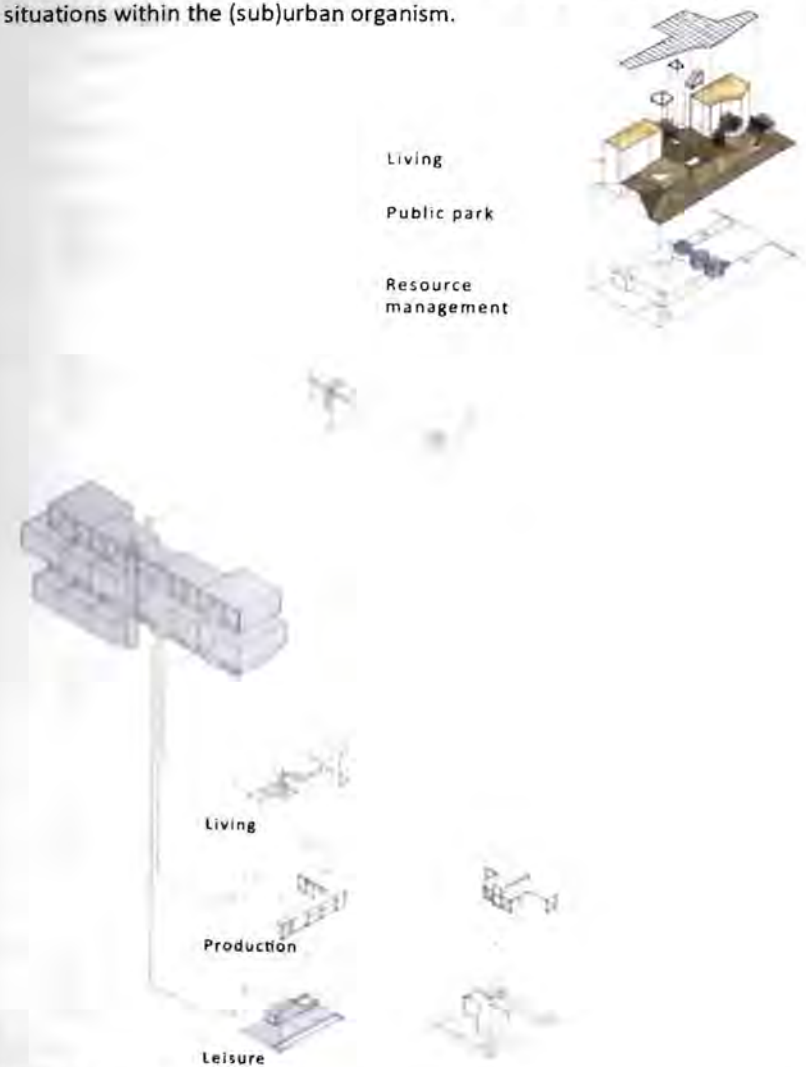 situations within the (sub)urban organism.
Living
Public park
Resource
management
Living
Production
Leisure